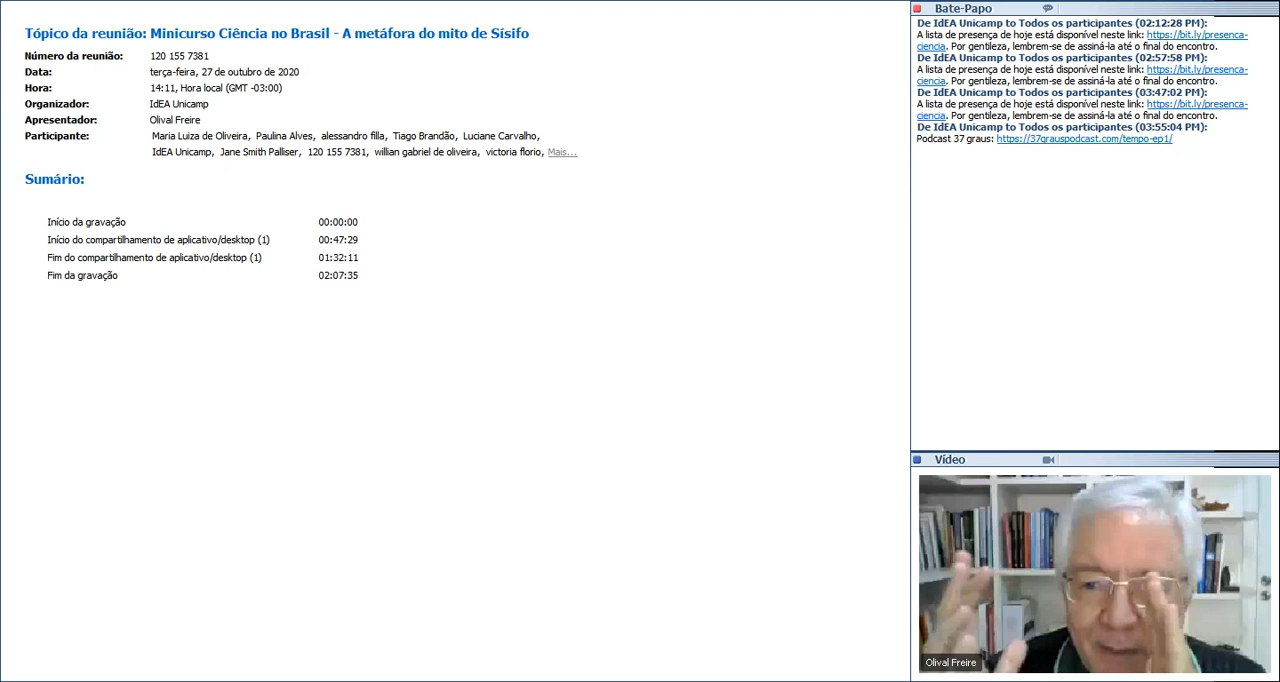 Tópico da reunião: Minicurso Ciência no Brasil - A metáfora do mito de Sísifo
Número da reunião: 120 155 7381
Data: terça-feira, 27 de outubro de 2020
Hora: 14:11, Hora local (GMT -03:00)
Organizador: IdEA Unicamp
Apresentador: Olival Freire
Participante: Maria Luiza de Oliveira, Paulina Alves, alessandro filla, Tiago Brandão, Luciane Carvalho,
IdEA Unicamp, Jane Smith Palliser, 120 155 7381, willian gabriel de oliveira, victoria florio, Mais...
Sumário:
Início da gravação 00:00:00
Início do compartilhamento de aplicativo/desktop (1) 00:47:29
Fim do compartilhamento de aplicativo/desktop (1) 01:32:11
Fim da gravação 02:07:35
Bate-Papo
De IdEA Unicamp to Todos os participantes (02:12:28 PM):
A lista de presença de hoje está disponível neste link: https://bit.ly/presenca-
ciencia. Por gentileza, lembrem-se de assiná-la até o final do encontro.
De IdEA Unicamp to Todos os participantes (02:57:58 PM):
A lista de presença de hoje está disponível neste link: https://bit.ly/presenca-
ciencia. Por gentileza, lembrem-se de assiná-la até o final do encontro.
De IdEA Unicamp to Todos os participantes (03:47:02 PM):
A lista de presença de hoje está disponível neste link: https://bit.ly/presenca-
ciencia. Por gentileza, lembrem-se de assiná-la até o final do encontro.
De IdEA Unicamp to Todos os participantes (03:55:04 PM):
Podcast 37 graus: https://37grauspodcast.com/tempo-ep1/
Vídeo
Olival Freire